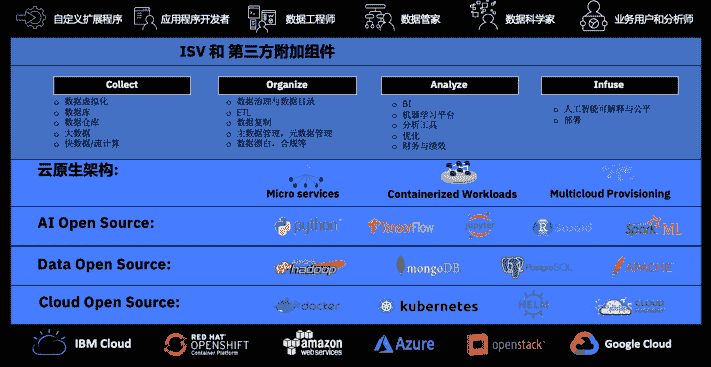 自定义扩展程序 应用程序开发者 数据工程师 数据管家 数据科学家 业务用户和分析师
ISV 和 第三方附加组件
Collect
数据虚拟化
数据库
数据仓库
大数据
快数据/流计算
Organize
数据治理与数据目录
ETL
数据复制
主数据管理，元数据管理
数据漂白、合规等
Analyze
BI
机器学习平台
分析工具
优化
财务与绩效
Infuse
人工智能可解释与公平
部署
云原生架构:
Micro services Containerized Workloads Multicloud Provisioning
AI Open Source: python TensorFlow jupyter R Studio Spark ML
Data Open Source: hadoop mongoDB PostgreSQL APACHE
Cloud Open Source: docker kubernetes HELM CLOUD
IBM Cloud RED HAT OPENSHIFT Container Platform amazon web services Azure openstack Google Cloud